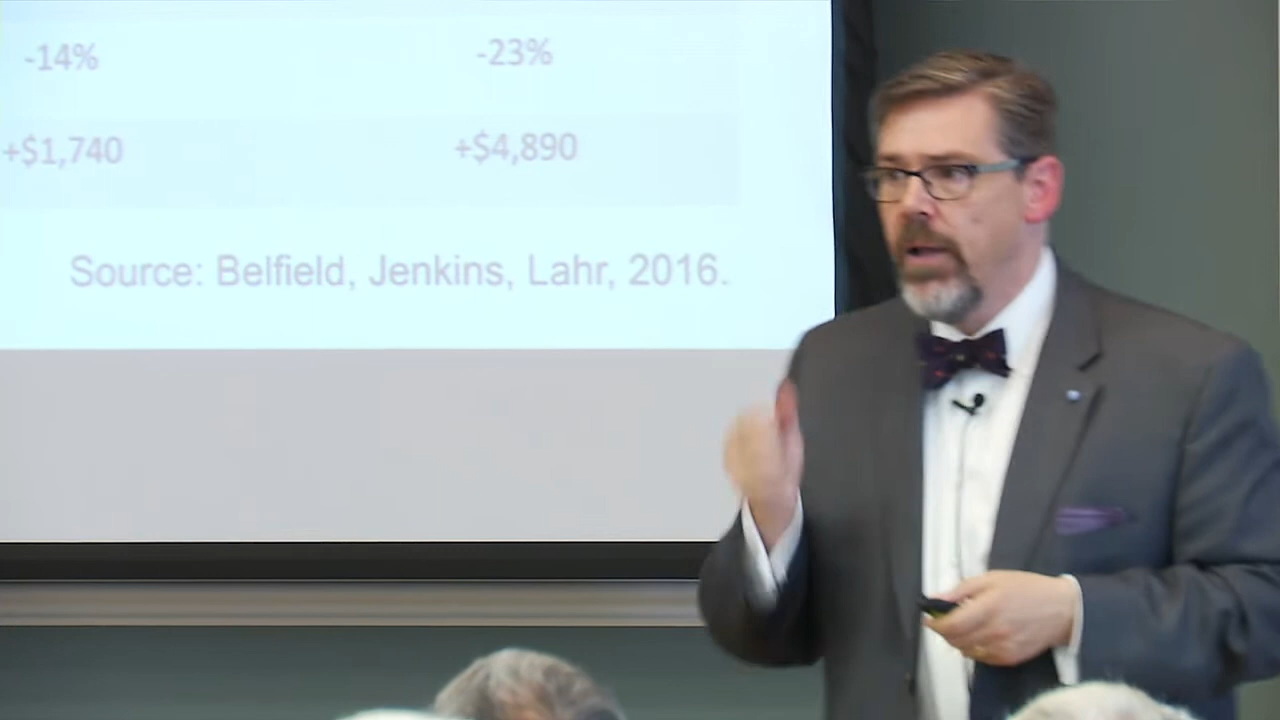 -14% -23%
+$1,740 +$4,890
Source: Belfield, Jenkins, Lahr, 2016.